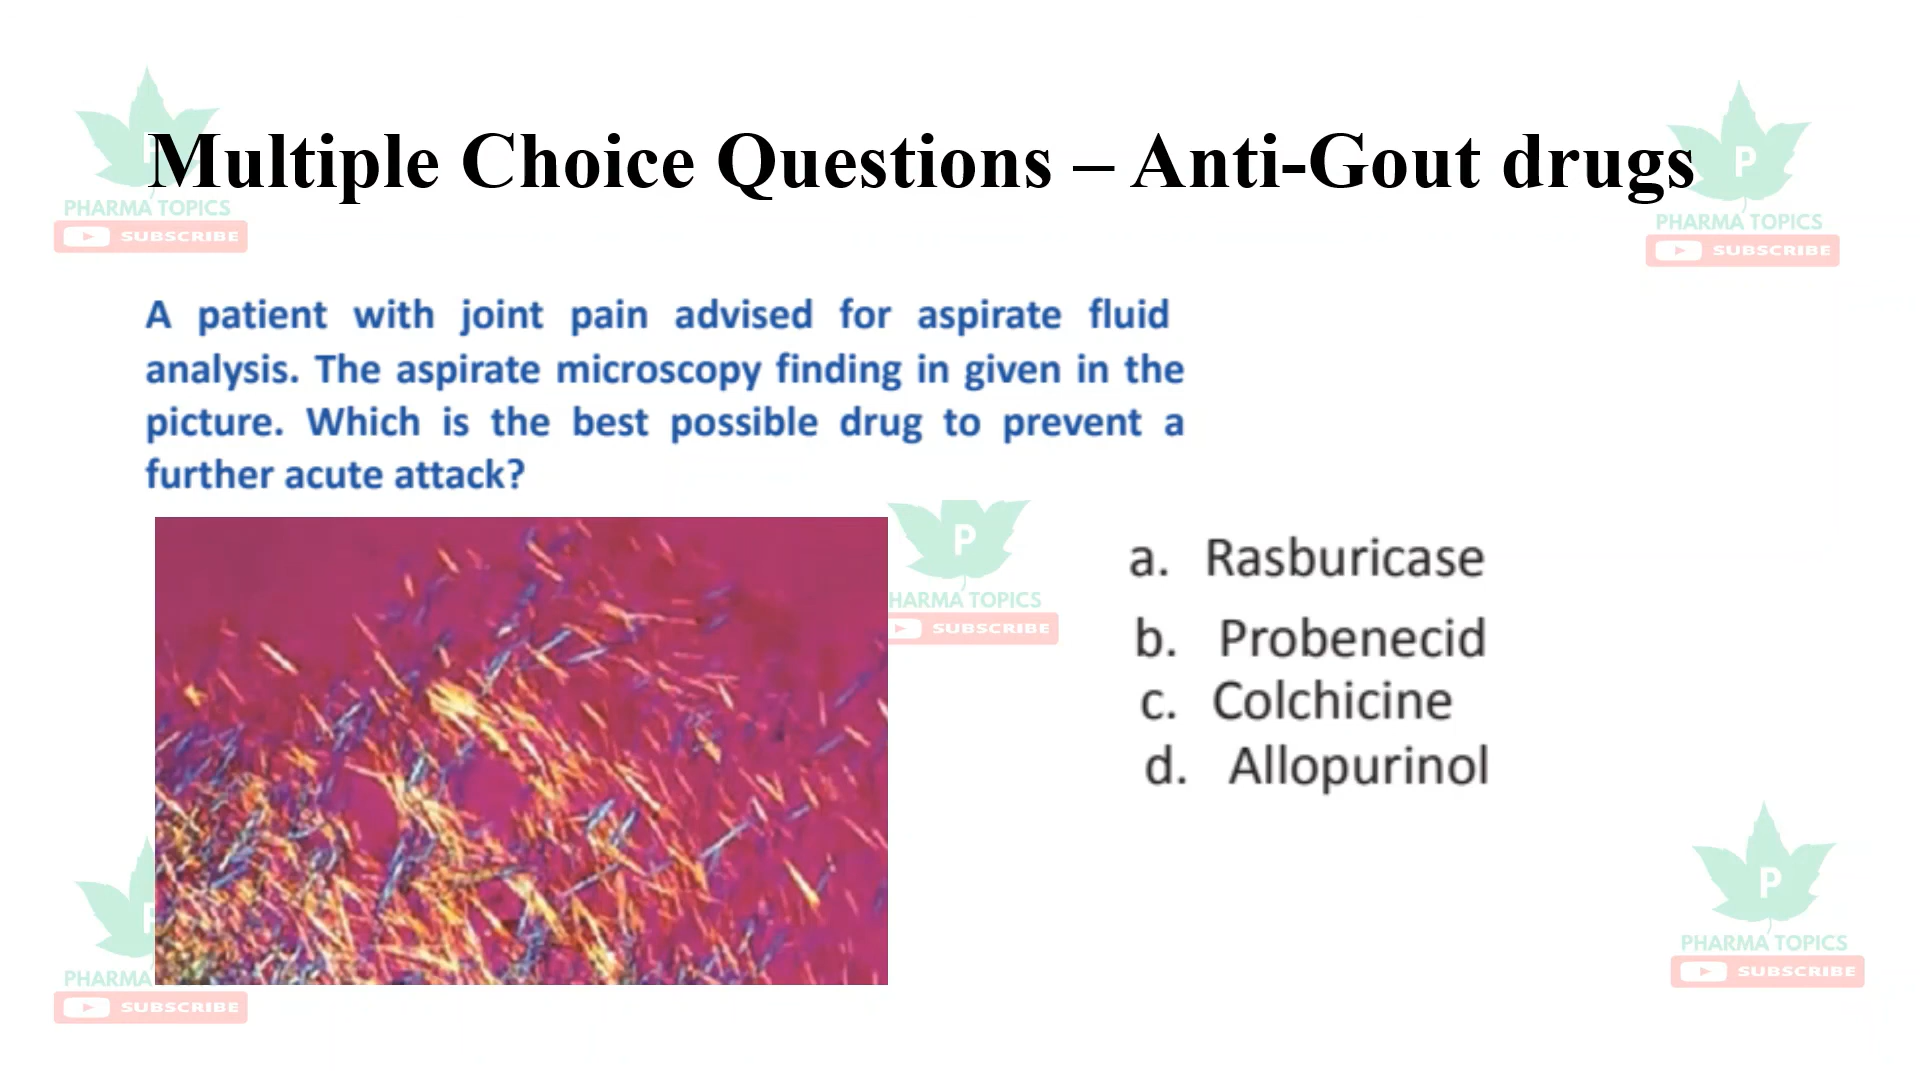 Multiple Choice Questions – Anti-Gout drugs
PHARMA TOPICS
SUBSCRIBE
P
PHARMA TOPICS
SUBSCRIBE
A patient with joint pain advised for aspirate fluid
analysis. The aspirate microscopy finding in given in the
picture. Which is the best possible drug to prevent a
further acute attack?
P
HARMA TOPICS
SUBSCRIBE
a. Rasburicase
b. Probenecid
c. Colchicine
d. Allopurinol
PHARMA
SUBSCRIBE
P
PHARMA TOPICS
SUBSCRIBE